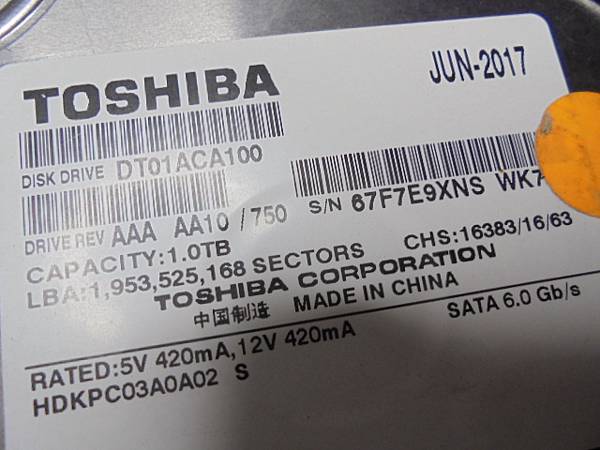 TOSHIBA
JUN-2017
DISK DRIVE DT01ACA100
S/N 67F7E9XNS
DRIVE REV AAA AA10 / 750
CAPACITY:1.0TB
LBA:1,953,525,168 SECTORS CHS:16383/16/63
TOSHIBA CORPORATION
中国制造 MADE IN CHINA
RATED:5V 420mA,12V 420mA SATA 6.0 Gb/s
HDKPC03A0A02 S